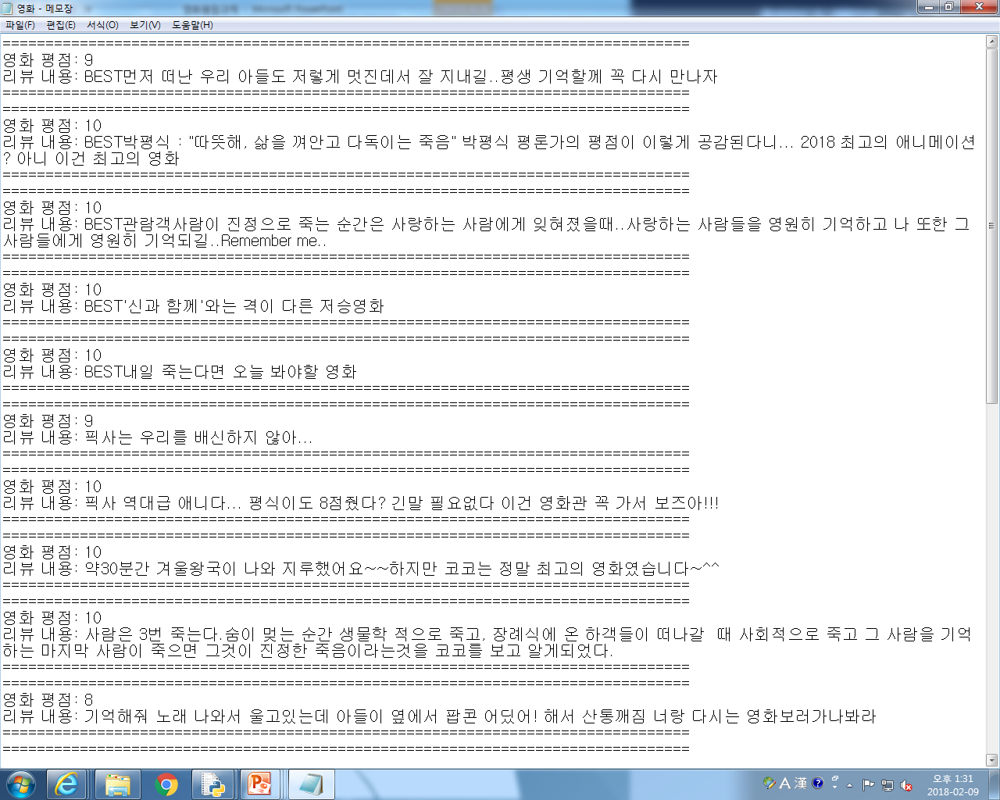 영화 - 메모장
파일(F) 편집(E) 서식(O) 보기(V) 도움말(H)
================================================================================
영화 평점: 9
리뷰 내용: BEST먼저 떠난 우리 아들도 저렇게 멋진데서 잘 지내길..평생 기억할께 꼭 다시 만나자
================================================================================
================================================================================
영화 평점: 10
리뷰 내용: BEST박평식 : "따뜻해, 삶을 껴안고 다독이는 죽음" 박평식 평론가의 평점이 이렇게 공감된다니... 2018 최고의 애니메이션
? 아니 이건 최고의 영화
================================================================================
================================================================================
영화 평점: 10
리뷰 내용: BEST관람객사람이 진정으로 죽는 순간은 사랑하는 사람에게 잊혀졌을때..사랑하는 사람들을 영원히 기억하고 나 또한 그
사람들에게 영원히 기억되길..Remember me..
================================================================================
================================================================================
영화 평점: 10
리뷰 내용: BEST'신과 함께'와는 격이 다른 저승영화
================================================================================
================================================================================
영화 평점: 10
리뷰 내용: BEST내일 죽는다면 오늘 봐야할 영화
================================================================================
================================================================================
영화 평점: 9
리뷰 내용: 픽사는 우리를 배신하지 않아...
================================================================================
================================================================================
영화 평점: 10
리뷰 내용: 픽사 역대급 애니다... 평식이도 8점줬다? 긴말 필요없다 이건 영화관 꼭 가서 보즈아!!!
================================================================================
================================================================================
영화 평점: 10
리뷰 내용: 약30분간 겨울왕국이 나와 지루했어요~~하지만 코코는 정말 최고의 영화였습니다~^^
================================================================================
================================================================================
영화 평점: 10
리뷰 내용: 사람은 3번 죽는다.숨이 멎는 순간 생물학 적으로 죽고, 장례식에 온 하객들이 떠나갈  때 사회적으로 죽고 그 사람을 기억
하는 마지막 사람이 죽으면 그것이 진정한 죽음이라는것을 코코를 보고 알게되었다.
================================================================================
================================================================================
영화 평점: 8
리뷰 내용: 기억해줘 노래 나와서 울고있는데 아들이 옆에서 팝콘 어딨어! 해서 산통깨짐 너랑 다시는 영화보러가나봐라
================================================================================
================================================================================
A 漢
오후 1:31
2018-02-09